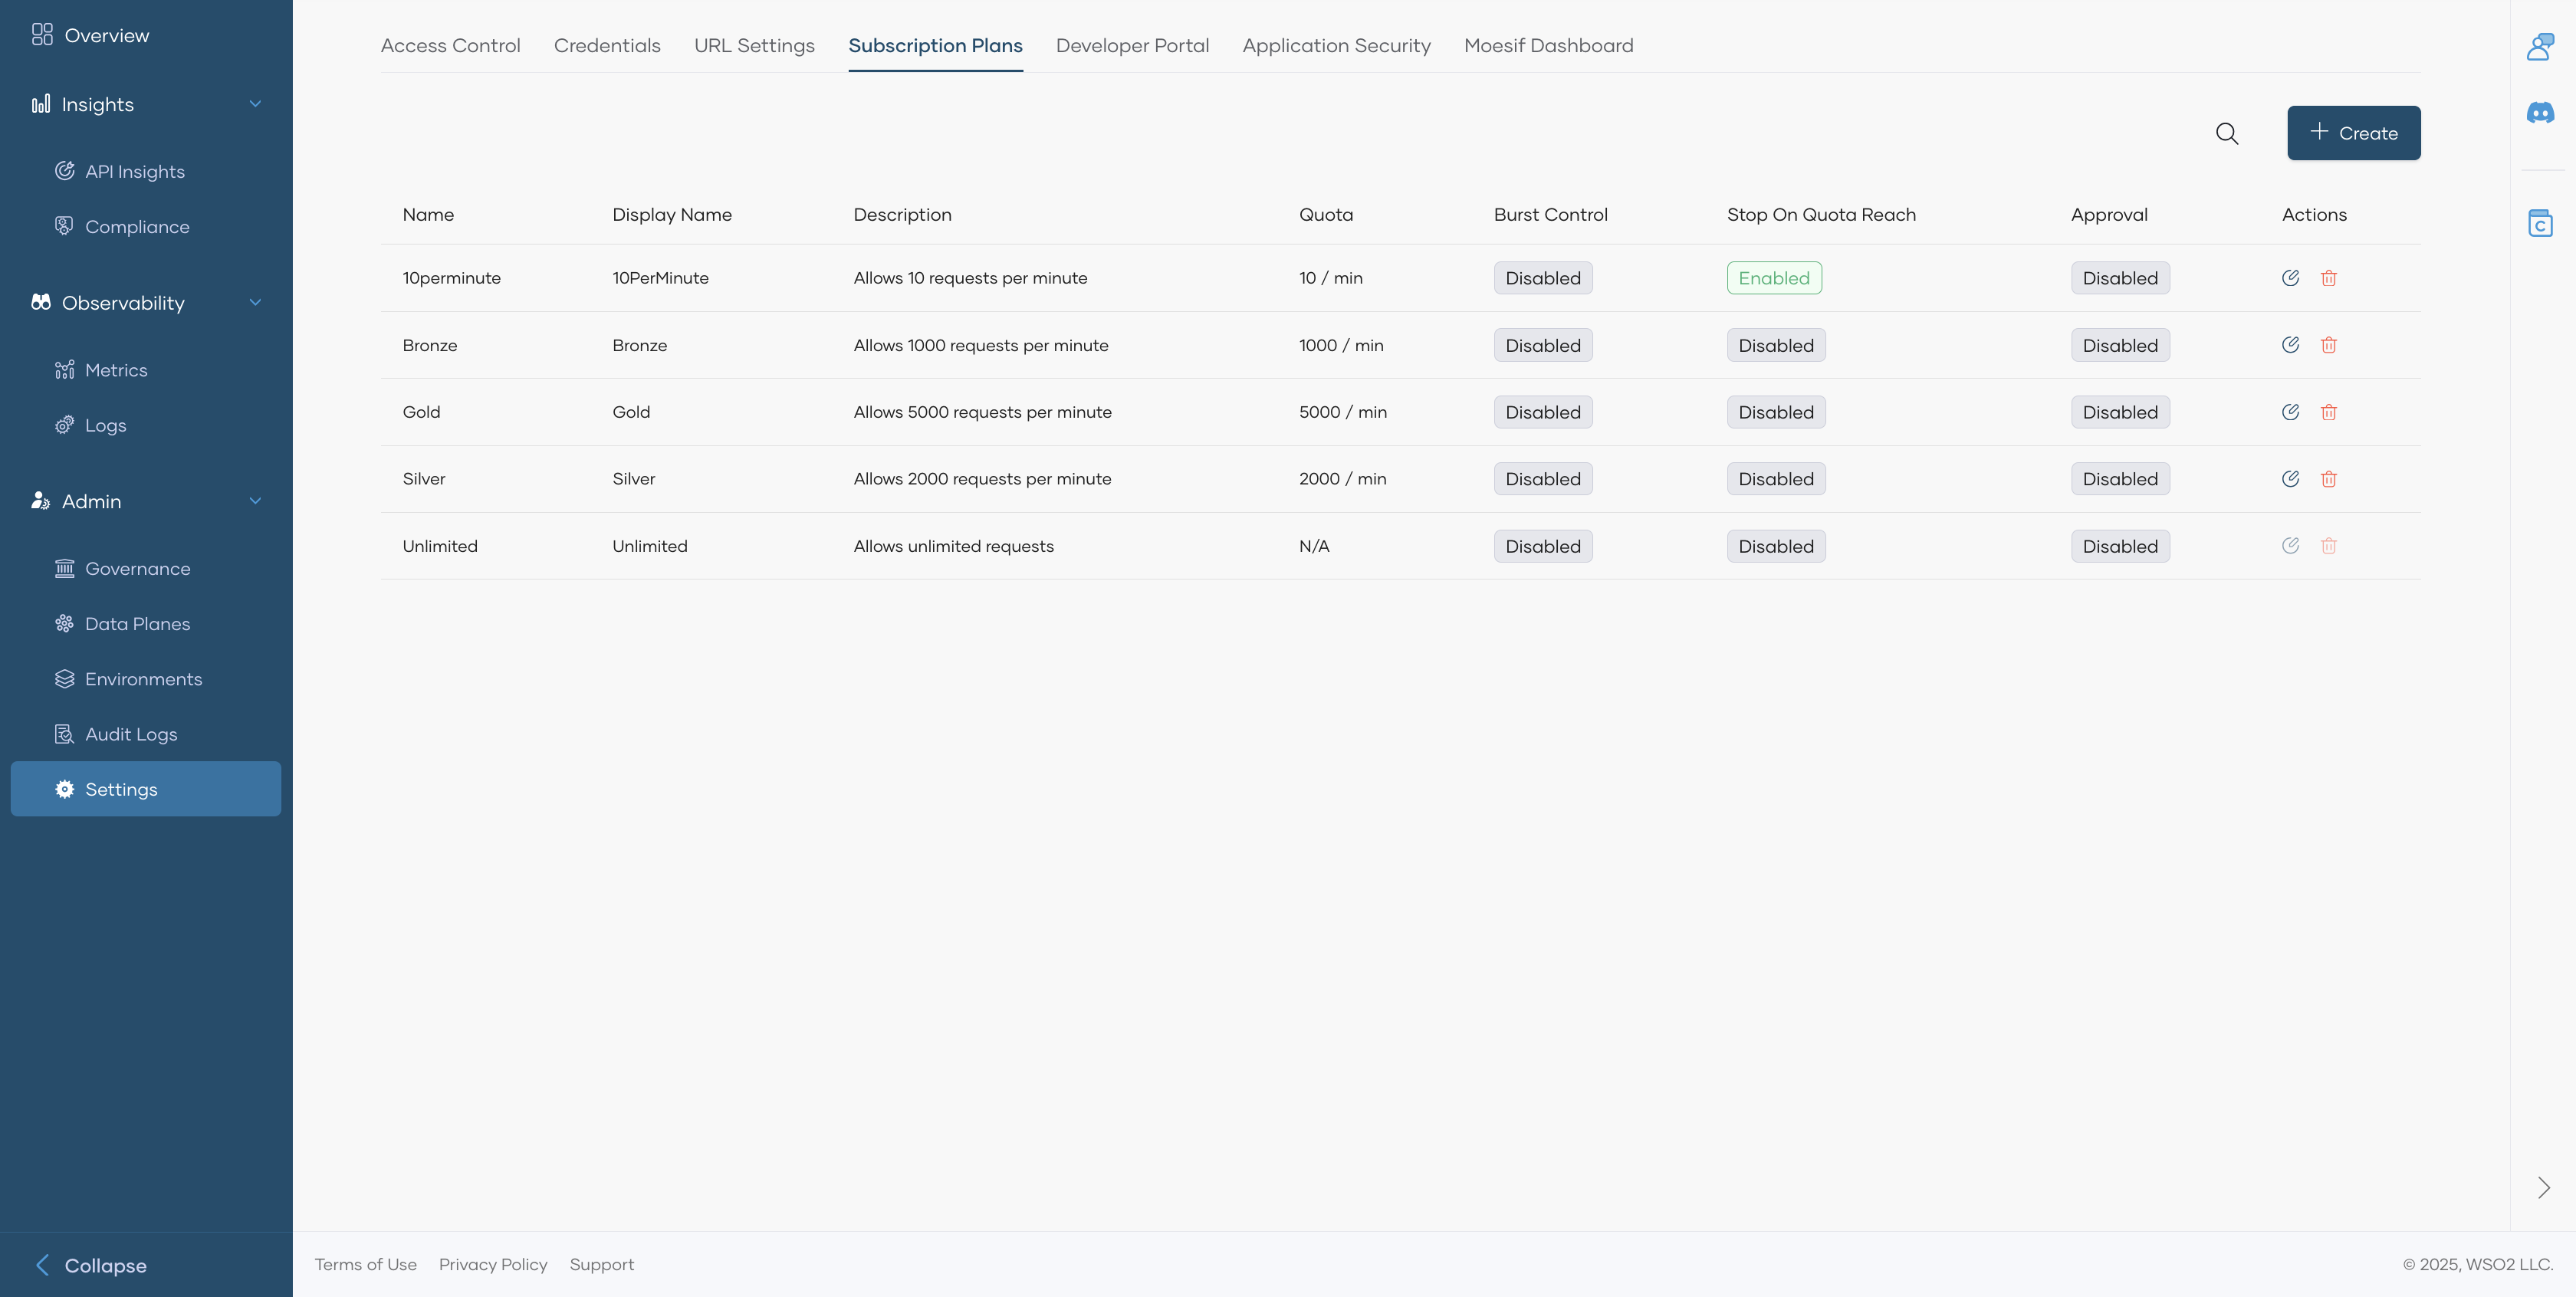 Overview
Insights
API Insights
Compliance
Observability
Metrics
Logs
Admin
Governance
Data Planes
Environments
Audit Logs
Settings
Collapse
Access Control Credentials URL Settings Subscription Plans Developer Portal Application Security Moesif Dashboard
Create
Name Display Name Description Quota Burst Control Stop On Quota Reach Approval Actions
10perminute 10PerMinute Allows 10 requests per minute 10 / min Disabled Enabled Disabled
Bronze Bronze Allows 1000 requests per minute 1000 / min Disabled Disabled Disabled
Gold Gold Allows 5000 requests per minute 5000 / min Disabled Disabled Disabled
Silver Silver Allows 2000 requests per minute 2000 / min Disabled Disabled Disabled
Unlimited Unlimited Allows unlimited requests N/A Disabled Disabled Disabled
C
Terms of Use Privacy Policy Support
© 2025, WSO2 LLC.